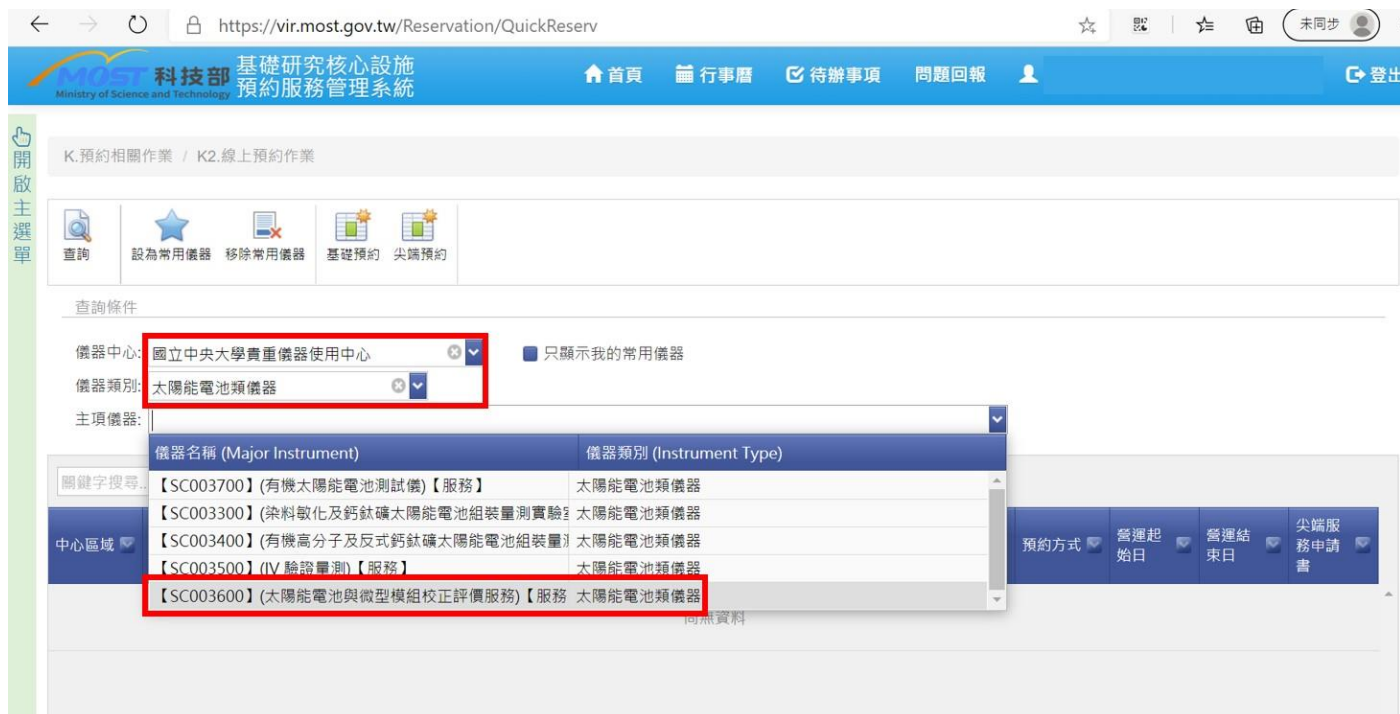 https://vir.most.gov.tw/Reservation/QuickReserv
未同步
MOST 科技部
Ministry of Science and Technology
基礎研究核心設施
預約服務管理系統
首頁 行事曆 待辦事項 問題回報 登出
開啟主選單
K.預約相關作業 / K2.線上預約作業
查詢 設為常用儀器 移除常用儀器 基礎預約 尖端預約
查詢條件
儀器中心: 國立中央大學貴重儀器使用中心 只顯示我的常用儀器
儀器類別: 太陽能電池類儀器
主項儀器:
儀器名稱 (Major Instrument) 儀器類別 (Instrument Type)
關鍵字搜尋..
【SC003700】(有機太陽能電池測試儀)【服務】 太陽能電池類儀器
【SC003300】(染料敏化及鈣鈦礦太陽能電池組裝量測實驗 太陽能電池類儀器
【SC003400】(有機高分子及反式鈣鈦礦太陽能電池組裝量 太陽能電池類儀器
【SC003500】(IV 驗證量測)【服務】 太陽能電池類儀器
【SC003600】(太陽能電池與微型模組校正評價服務)【服務 太陽能電池類儀器
中心區域 預約方式 營運起始日 營運結束日 尖端服務申請書
尚無資料